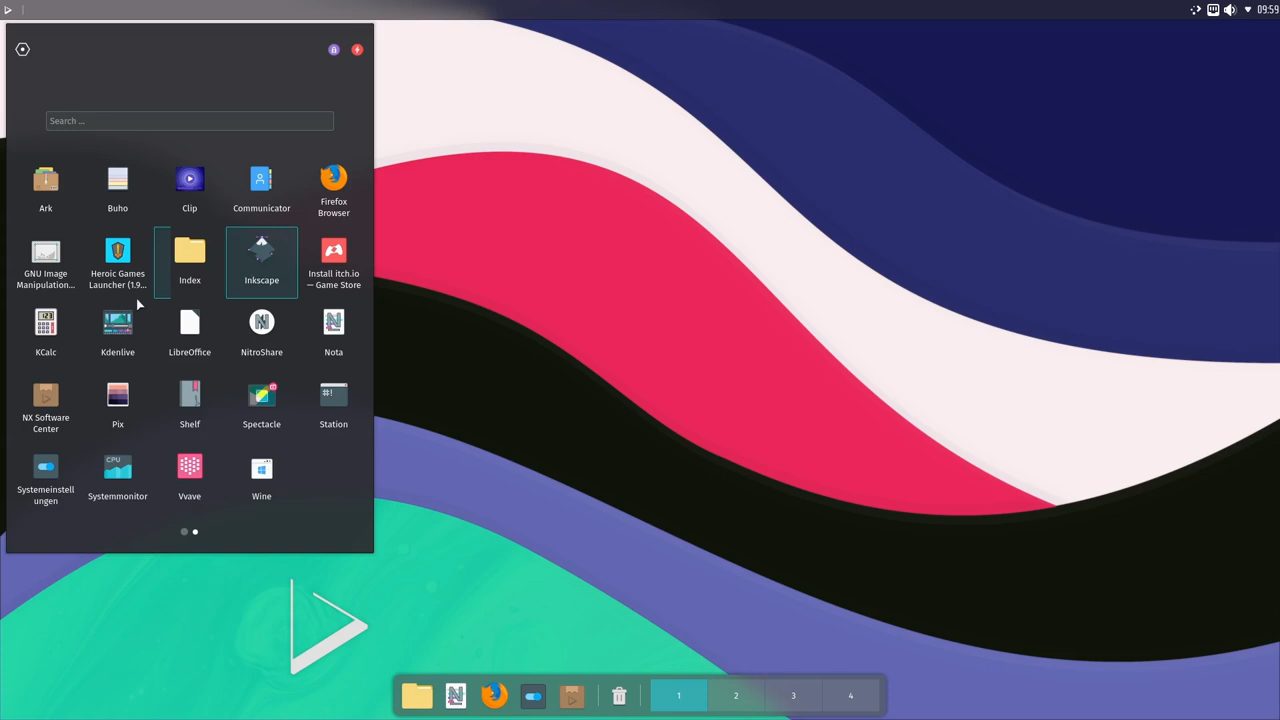 09:59
Search ...
Ark
Buho
Clip
Communicator
Firefox
Browser
GNU Image
Manipulation...
Heroic Games
Launcher (1.9...
Index
Inkscape
Install itch.io
— Game Store
123
KCalc
Kdenlive
LibreOffice
NitroShare
Nota
#!
NX Software
Center
Pix
Shelf
Spectacle
Station
CPU
Systemeinstell
ungen
Systemmonitor
Vvave
Wine
1
2
3
4